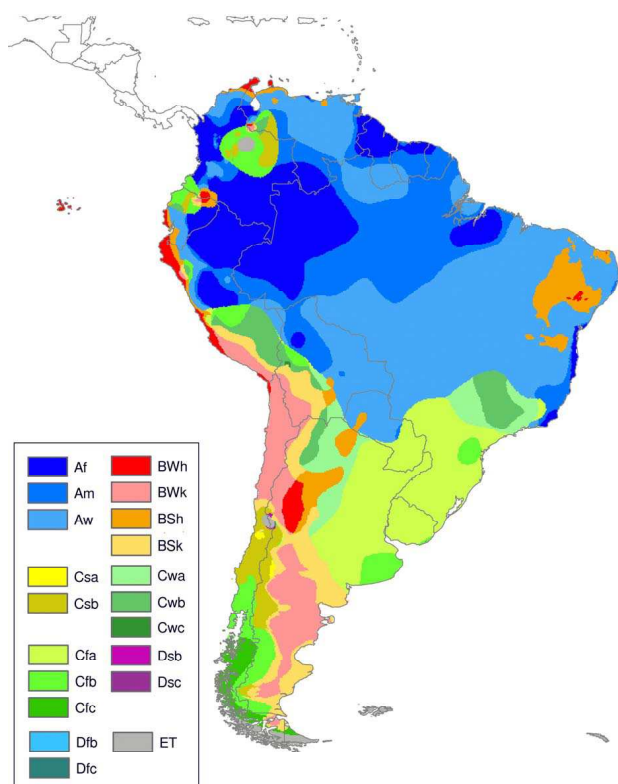 Af
Am
Aw
Csa
Csb
Cfa
Cfb
Cfc
Dfb
Dfc
BWh
BWk
BSh
BSk
Cwa
Cwb
Cwc
Dsb
Dsc
ET